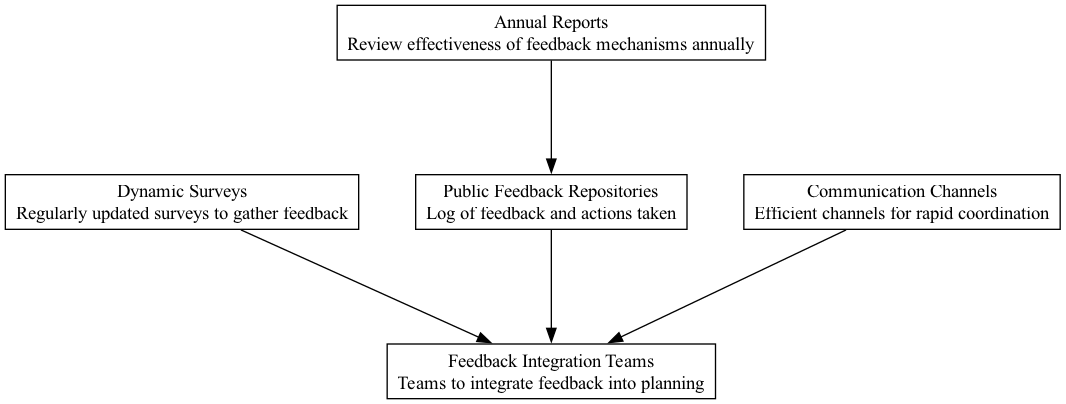 Annual Reports
Review effectiveness of feedback mechanisms annually
Dynamic Surveys
Regularly updated surveys to gather feedback
Public Feedback Repositories
Log of feedback and actions taken
Communication Channels
Efficient channels for rapid coordination
Feedback Integration Teams
Teams to integrate feedback into planning